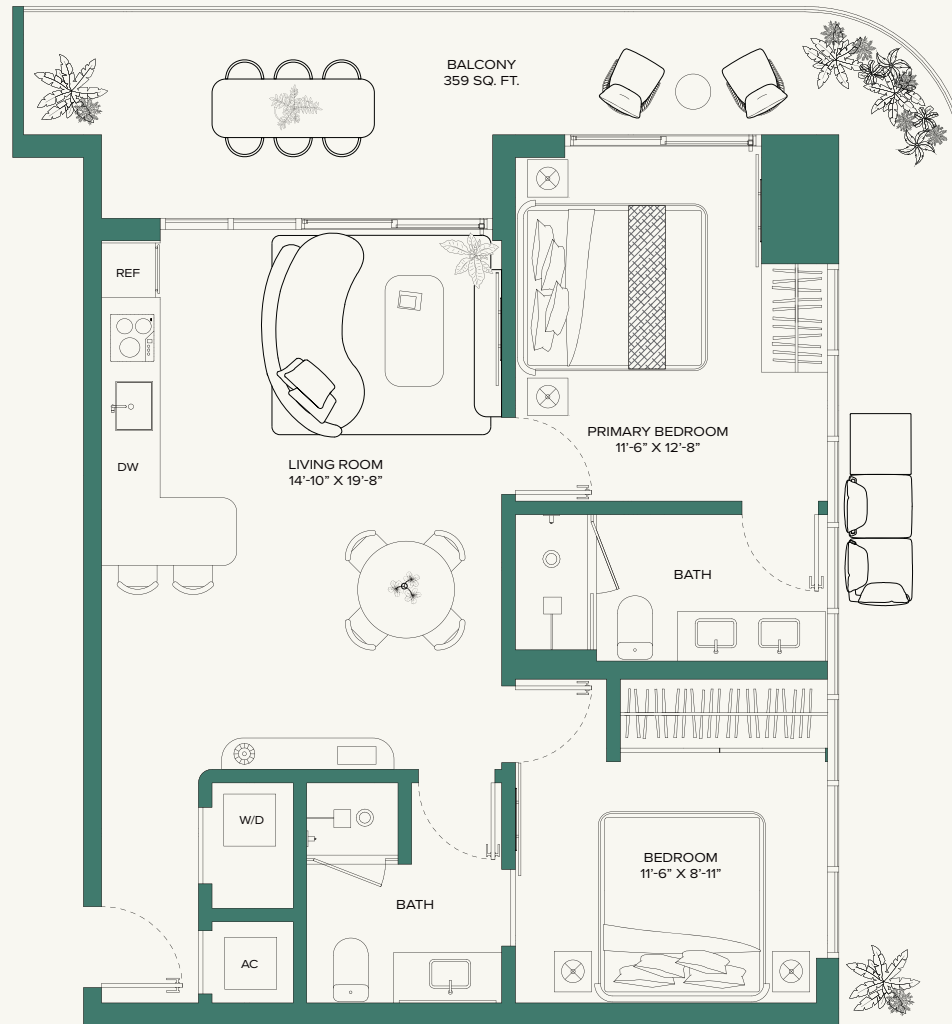 BALCONY
359 SQ. FT.
REF
DW
LIVING ROOM
14’-10” X 19’-8”
PRIMARY BEDROOM
11’-6” X 12’-8”
BATH
W/D
BEDROOM
11’-6” X 8’-11”
BATH
AC